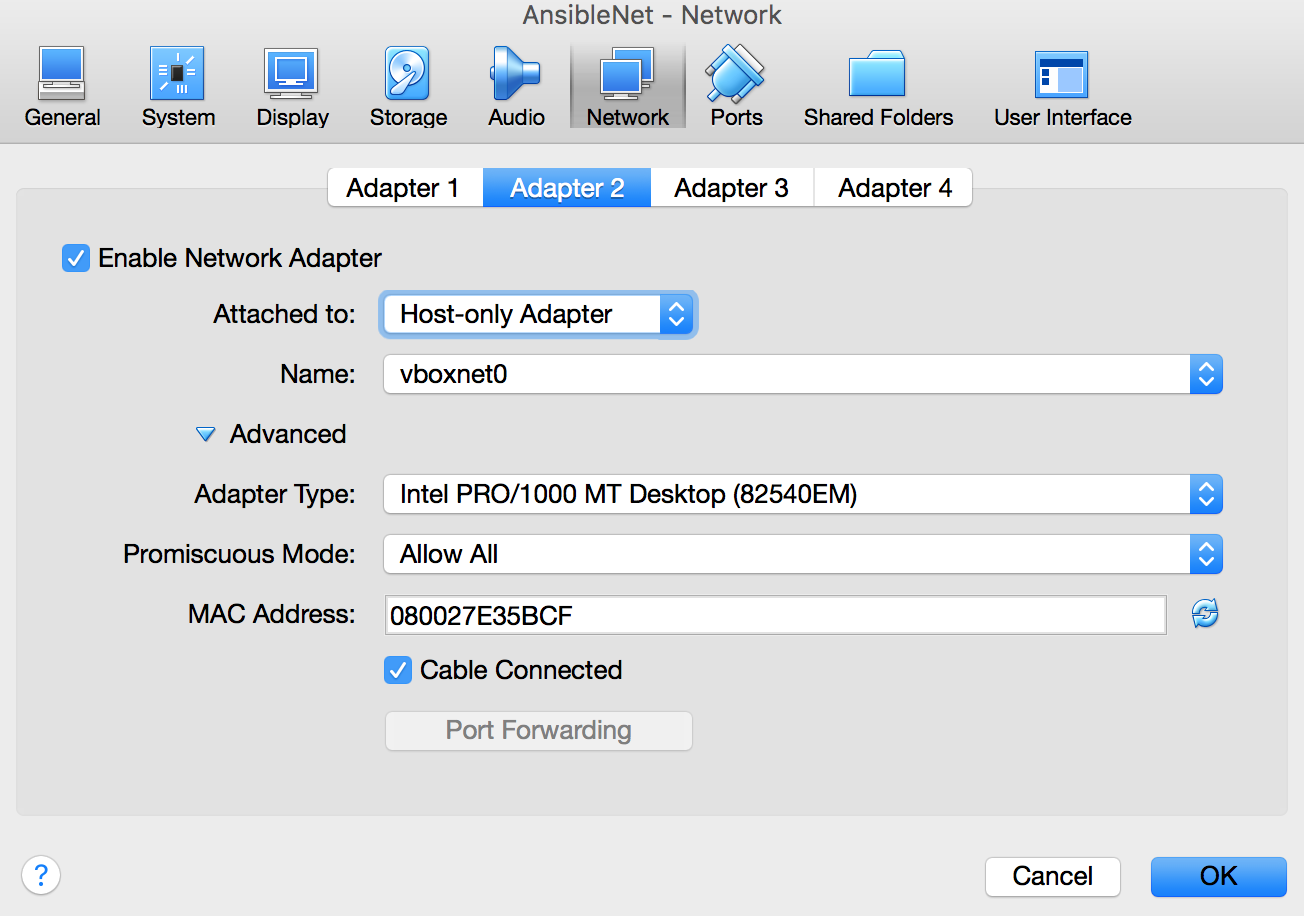 AnsibleNet - Network
General System Display Storage Audio Network Ports Shared Folders User Interface
Adapter 1 Adapter 2 Adapter 3 Adapter 4
Enable Network Adapter
Attached to: Host-only Adapter
Name: vboxnet0
Advanced
Adapter Type: Intel PRO/1000 MT Desktop (82540EM)
Promiscuous Mode: Allow All
MAC Address: 080027E35BCF
Cable Connected
Port Forwarding
? Cancel OK